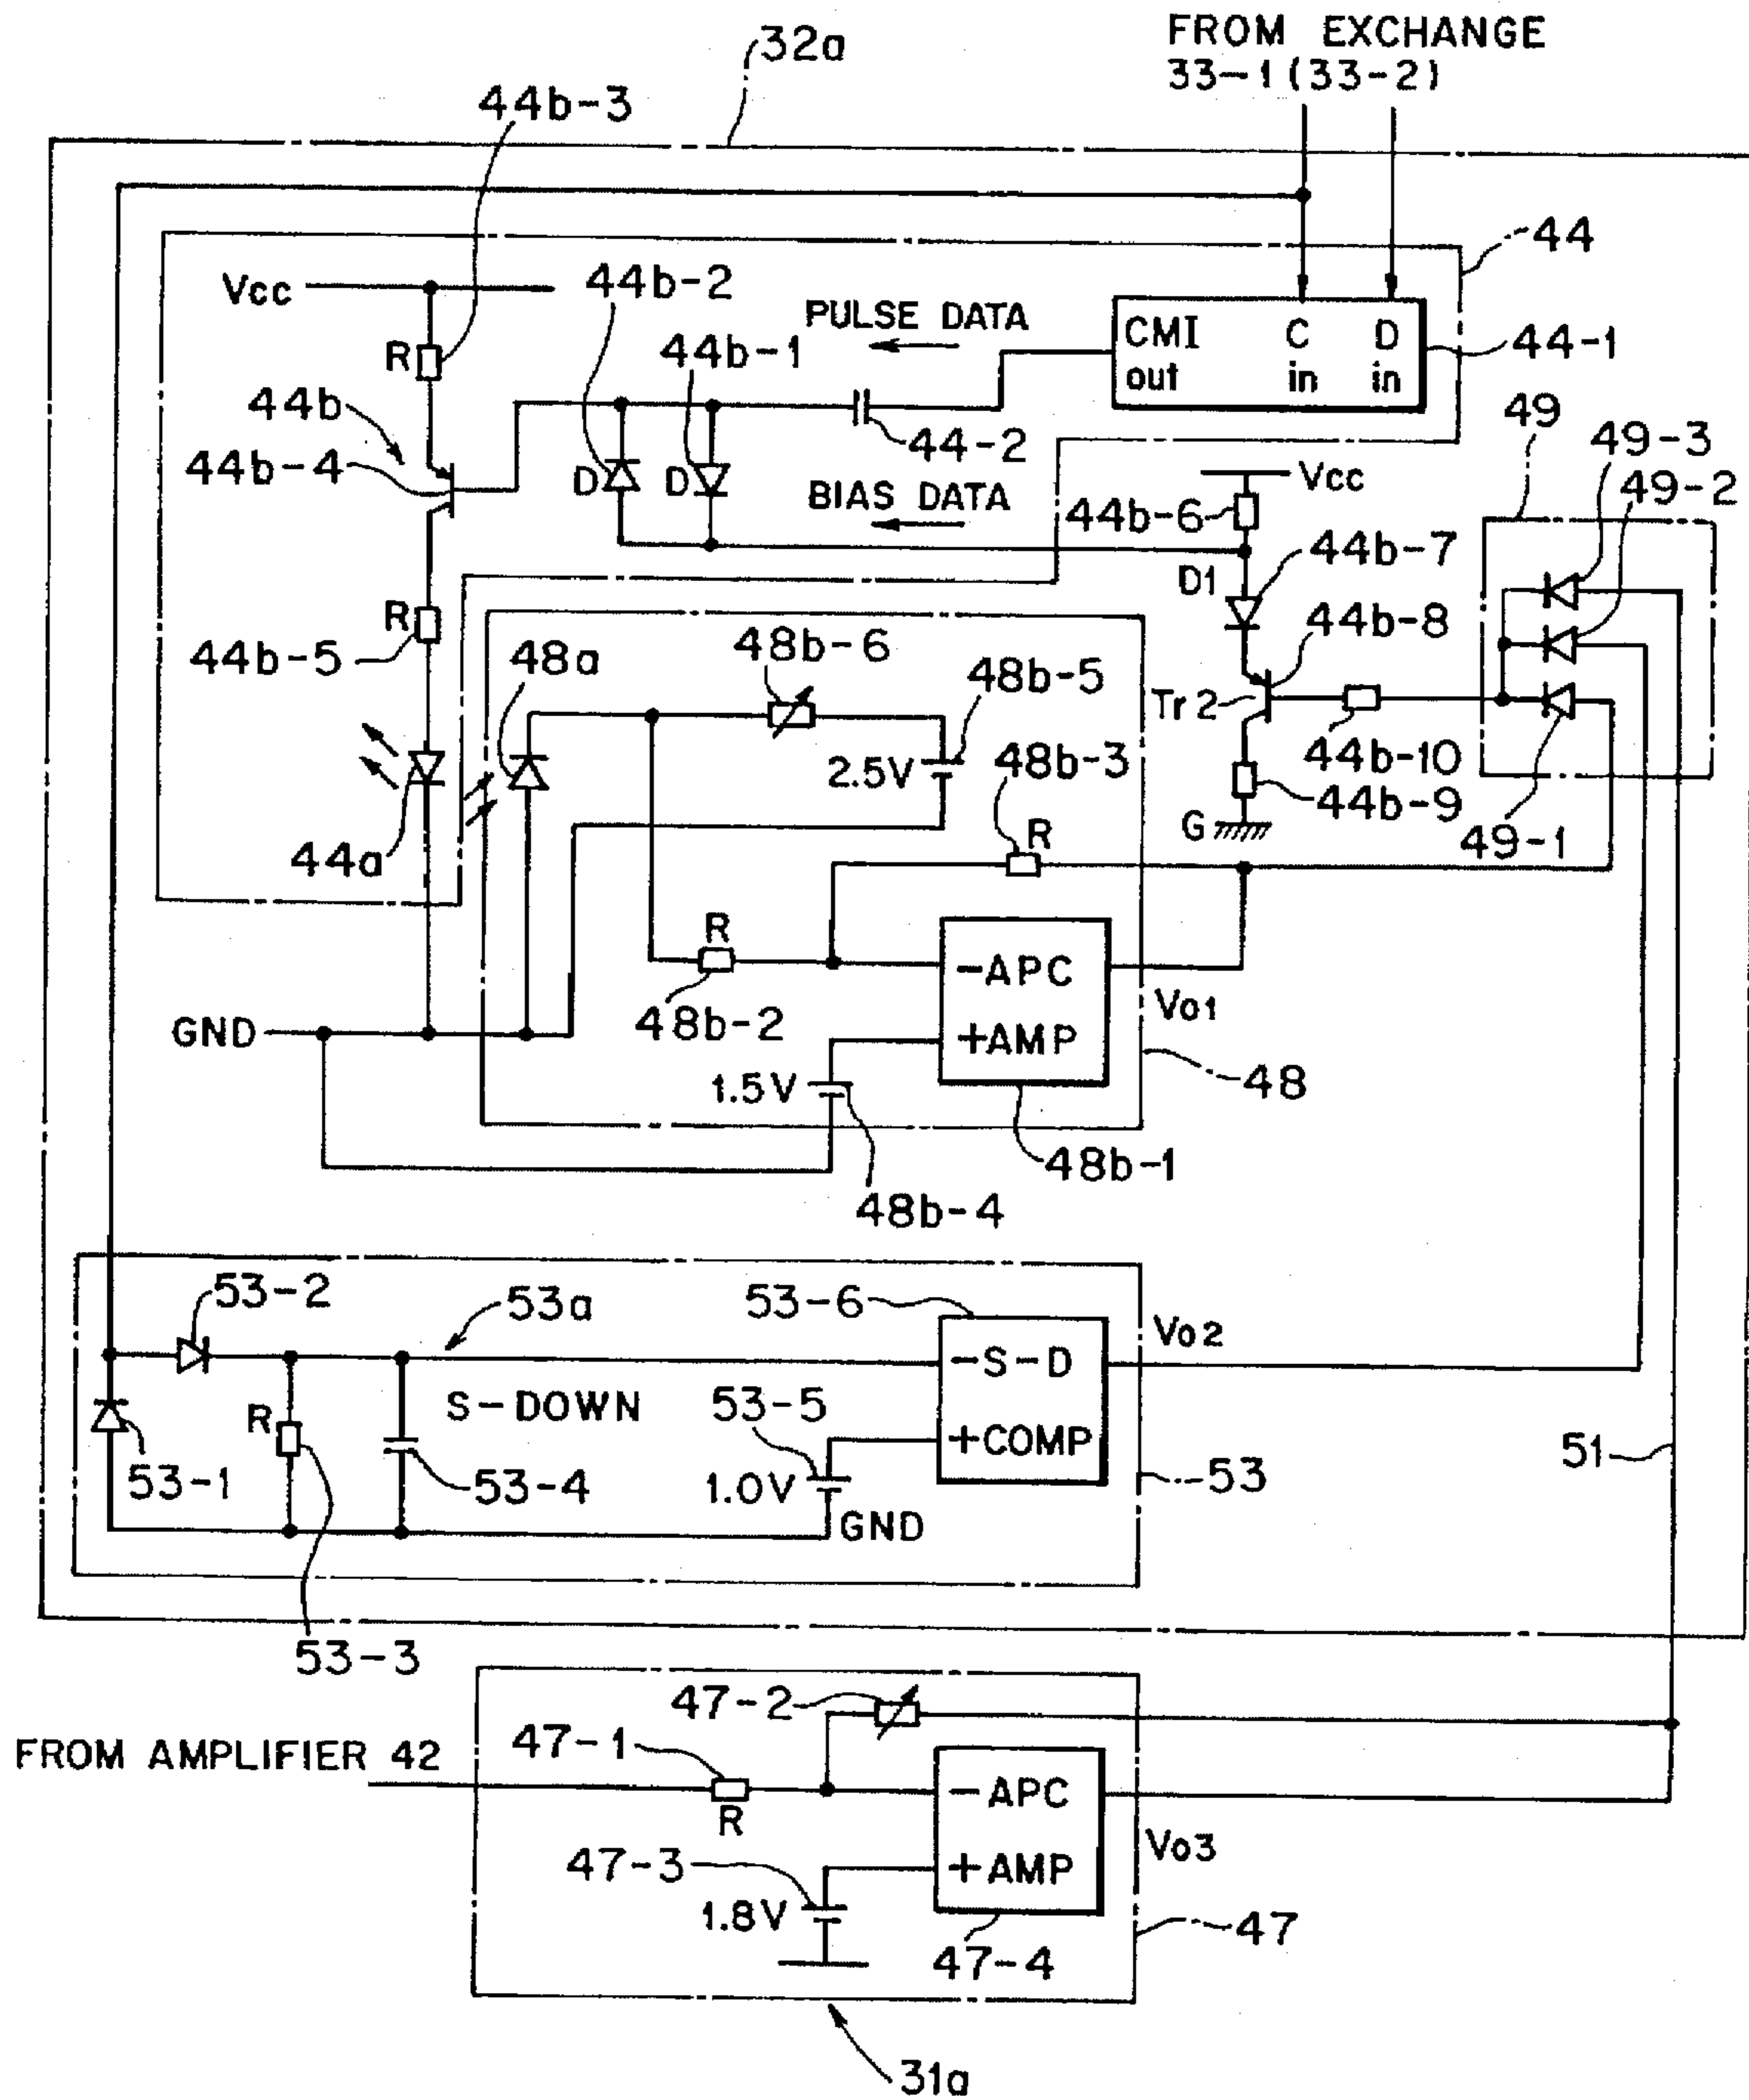 FROM EXCHANGE
33-1 (33-2)
32a
44b-3
44
Vcc
44b-2
PULSE DATA
CMI C D
out in in
44-1
R
44b-1
44b
44-2
49
49-3
44b-4
D
D
BIAS DATA
Vcc
49-2
44b-6
44b-7
D1
R
44b-5
48a
48b-6
44b-8
48b-5
Tr2
2.5V
48b-3
44b-10
44b-9
G
R
49-1
44a
R
-APC
+AMP
Vo1
48b-2
GND
1.5V
48
48b-1
48b-4
53-2
53a
53-6
Vo2
-S-D
+COMP
S-DOWN
R
53-5
51
53-1
53-4
1.0V
53
GND
53-3
47-2
47-1
FROM AMPLIFIER 42
R
-APC
+AMP
Vo3
47-3
1.8V
47
47-4
31a